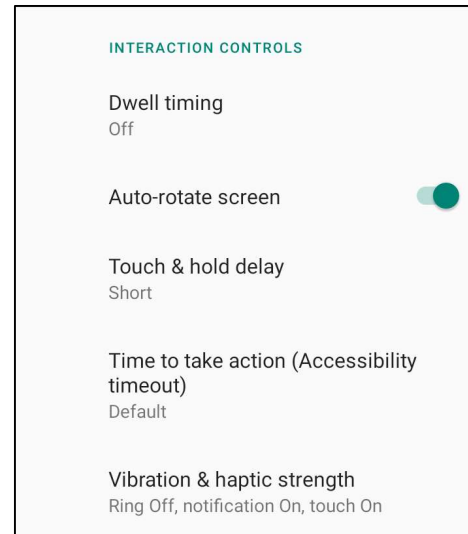 INTERACTION CONTROLS
Dwell timing
Off
Auto-rotate screen
Touch & hold delay
Short
Time to take action (Accessibility
timeout)
Default
Vibration & haptic strength
Ring Off, notification On, touch On